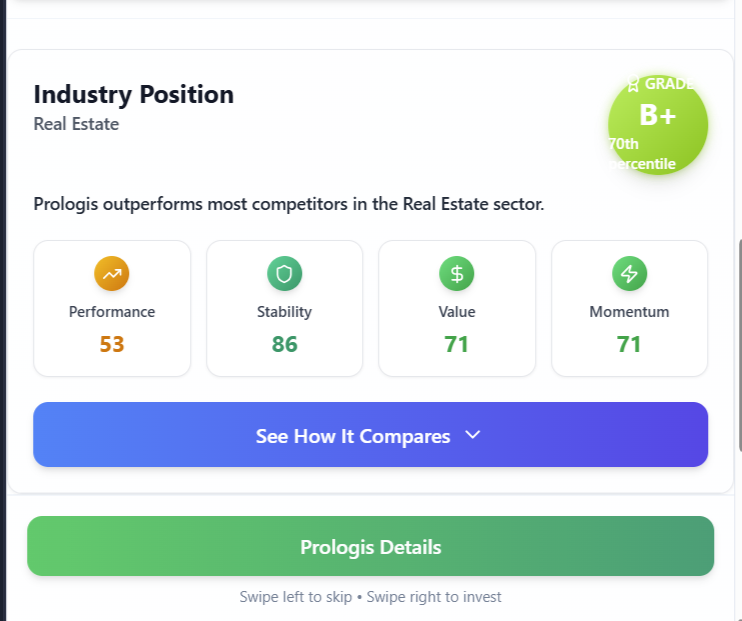 Industry Position
Real Estate
GRADE
B+
70th
percentile
Prologis outperforms most competitors in the Real Estate sector.
Performance
53
Stability
86
Value
71
Momentum
71
See How It Compares
Prologis Details
Swipe left to skip • Swipe right to invest